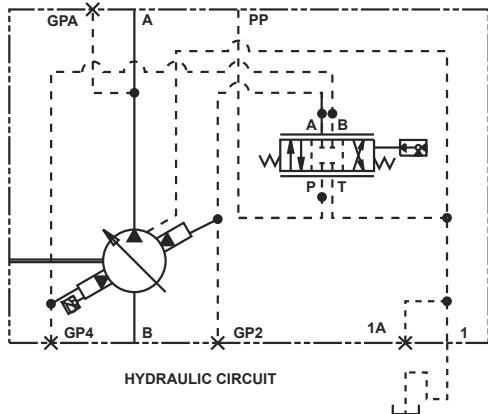 GPA A PP
A B
P T
GP4 B GP2 1A 1
HYDRAULIC CIRCUIT